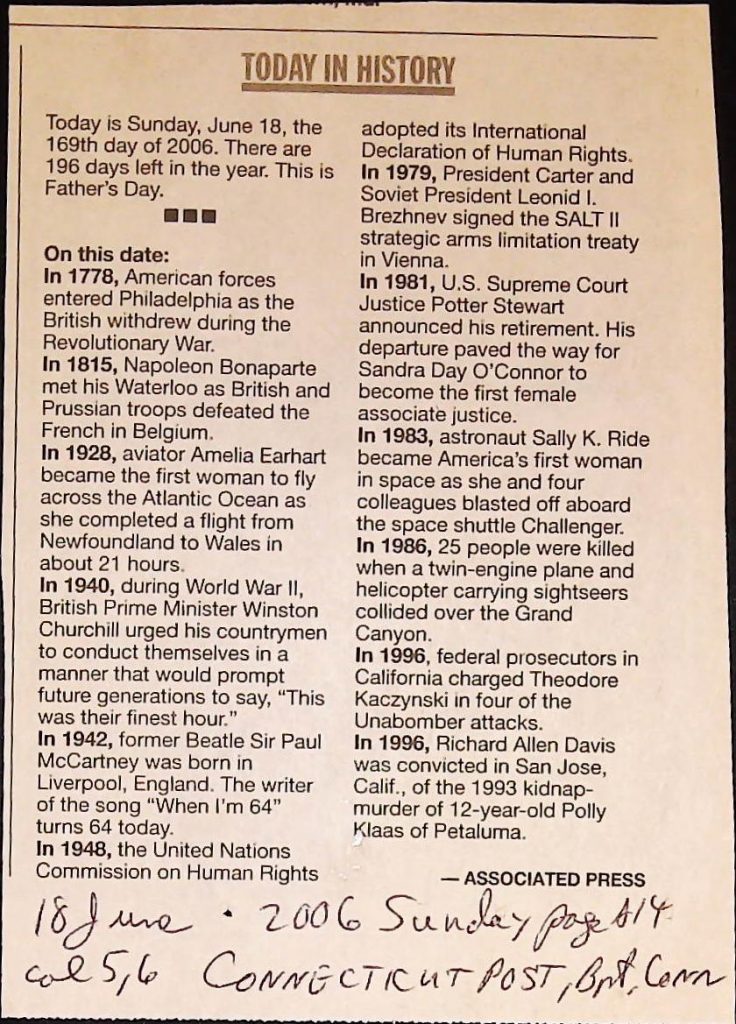 TODAY IN HISTORY
Today is Sunday, June 18, the
169th day of 2006. There are
196 days left in the year. This is
Father's Day.
On this date:
In 1778, American forces
entered Philadelphia as the
British withdrew during the
Revolutionary War.
In 1815, Napoleon Bonaparte
met his Waterloo as British and
Prussian troops defeated the
French in Belgium.
In 1928, aviator Amelia Earhart
became the first woman to fly
across the Atlantic Ocean as
she completed a flight from
Newfoundland to Wales in
about 21 hours.
In 1940, during World War II,
British Prime Minister Winston
Churchill urged his countrymen
to conduct themselves in a
manner that would prompt
future generations to say, “This
was their finest hour.”
In 1942, former Beatle Sir Paul
McCartney was born in
Liverpool, England. The writer
of the song “When I'm 64”
turns 64 today.
In 1948, the United Nations
Commission on Human Rights
adopted its International
Declaration of Human Rights.
In 1979, President Carter and
Soviet President Leonid I.
Brezhnev signed the SALT II
strategic arms limitation treaty
in Vienna.
In 1981, U.S. Supreme Court
Justice Potter Stewart
announced his retirement. His
departure paved the way for
Sandra Day O'Connor to
become the first female
associate justice.
In 1983, astronaut Sally K. Ride
became America's first woman
in space as she and four
colleagues blasted off aboard
the space shuttle Challenger.
In 1986, 25 people were killed
when a twin-engine plane and
helicopter carrying sightseers
collided over the Grand
Canyon.
In 1996, federal prosecutors in
California charged Theodore
Kaczynski in four of the
Unabomber attacks.
In 1996, Richard Allen Davis
was convicted in San Jose,
Calif., of the 1993 kidnap-
murder of 12-year-old Polly
Klaas of Petaluma.
— ASSOCIATED PRESS
18 June · 2006 Sunday page A14
col 5,6 CONNECTICUT POST, Bpt, Conn